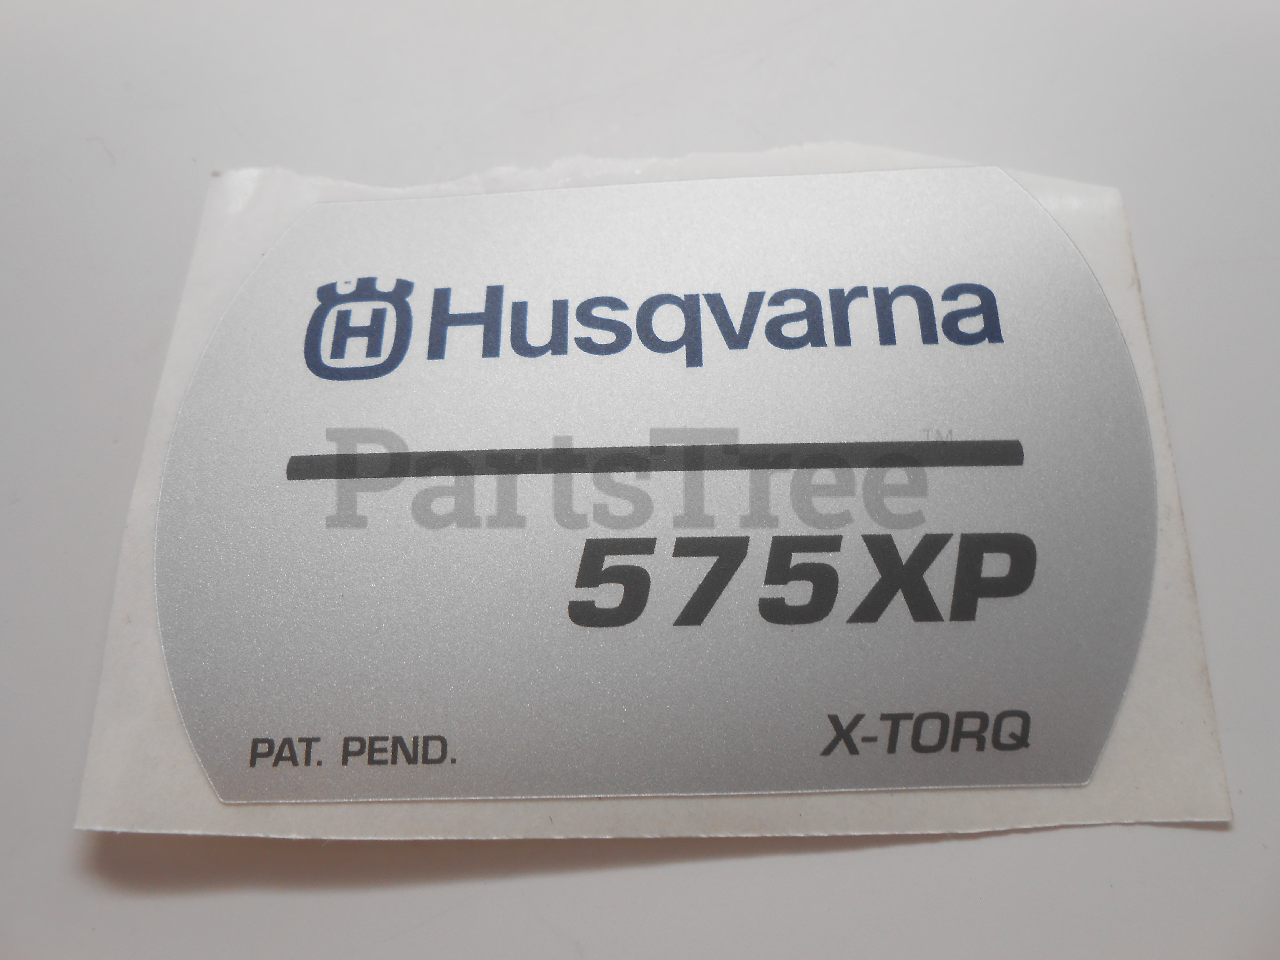 H Husqvarna
PartsTree™
575XP
PAT. PEND. X-TORQ